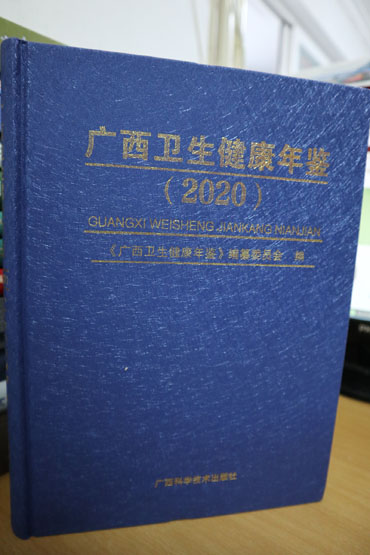 广西卫生健康年鉴
（2020）
GUANGXI WEISHENG JIANKANG NIANJIAN
《广西卫生健康年鉴》编纂委员会 编
广西科学技术出版社